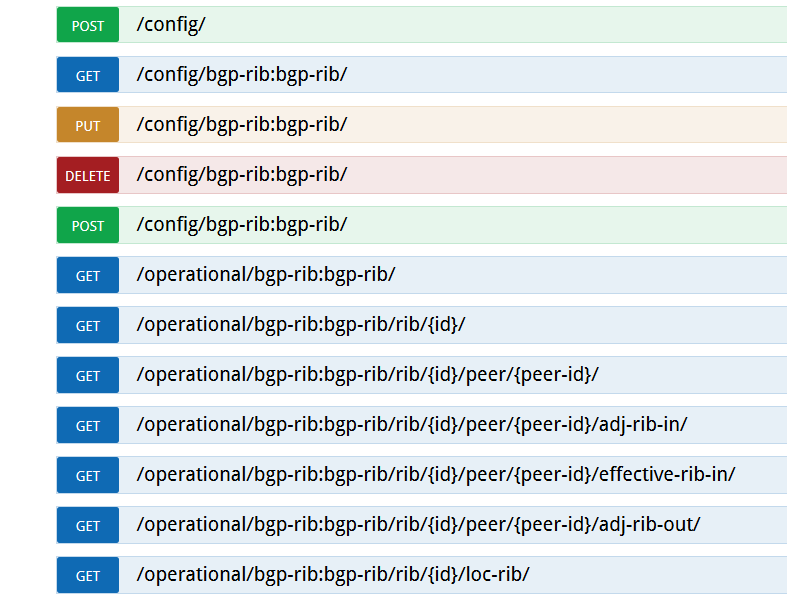 POST /config/
GET /config/bgp-rib:bgp-rib/
PUT /config/bgp-rib:bgp-rib/
DELETE /config/bgp-rib:bgp-rib/
POST /config/bgp-rib:bgp-rib/
GET /operational/bgp-rib:bgp-rib/
GET /operational/bgp-rib:bgp-rib/rib/{id}/
GET /operational/bgp-rib:bgp-rib/rib/{id}/peer/{peer-id}/
GET /operational/bgp-rib:bgp-rib/rib/{id}/peer/{peer-id}/adj-rib-in/
GET /operational/bgp-rib:bgp-rib/rib/{id}/peer/{peer-id}/effective-rib-in/
GET /operational/bgp-rib:bgp-rib/rib/{id}/peer/{peer-id}/adj-rib-out/
GET /operational/bgp-rib:bgp-rib/rib/{id}/loc-rib/